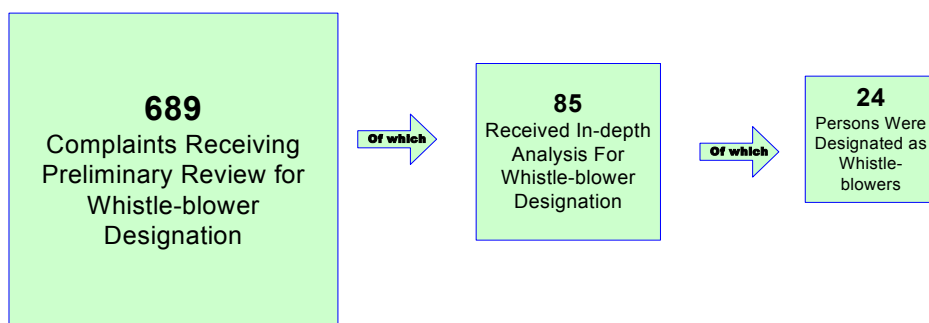 689
Complaints Receiving
Preliminary Review for
Whistle-blower
Designation
Of which
85
Received In-depth
Analysis For
Whistle-blower
Designation
Of which
24
Persons Were
Designated as
Whistle-
blowers